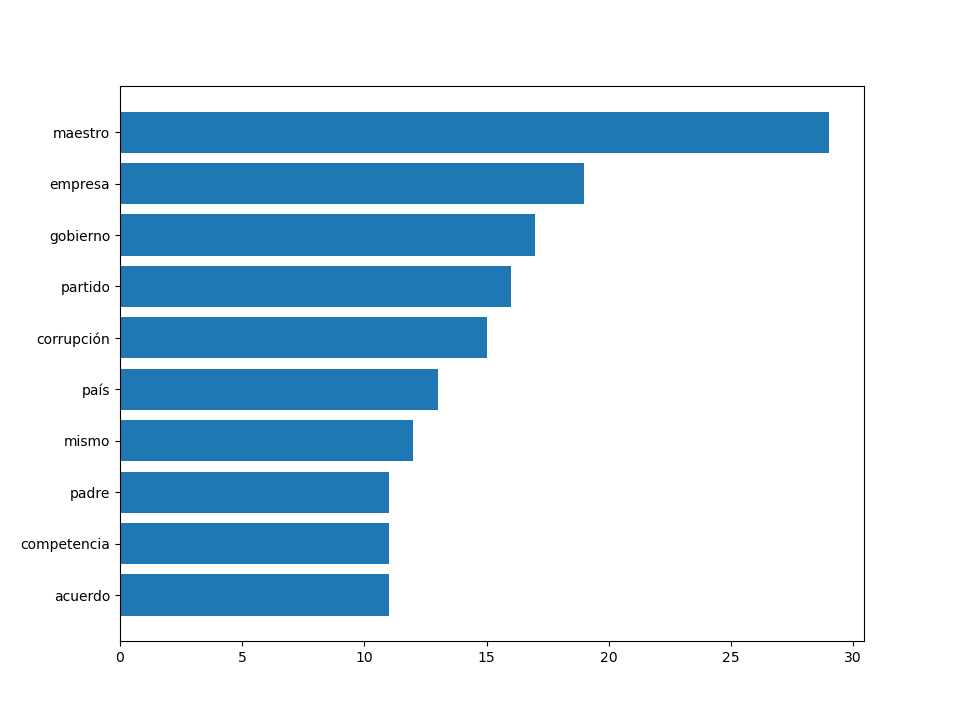 maestro
empresa
gobierno
partido
corrupción
país
mismo
padre
competencia
acuerdo
0 5 10 15 20 25 30